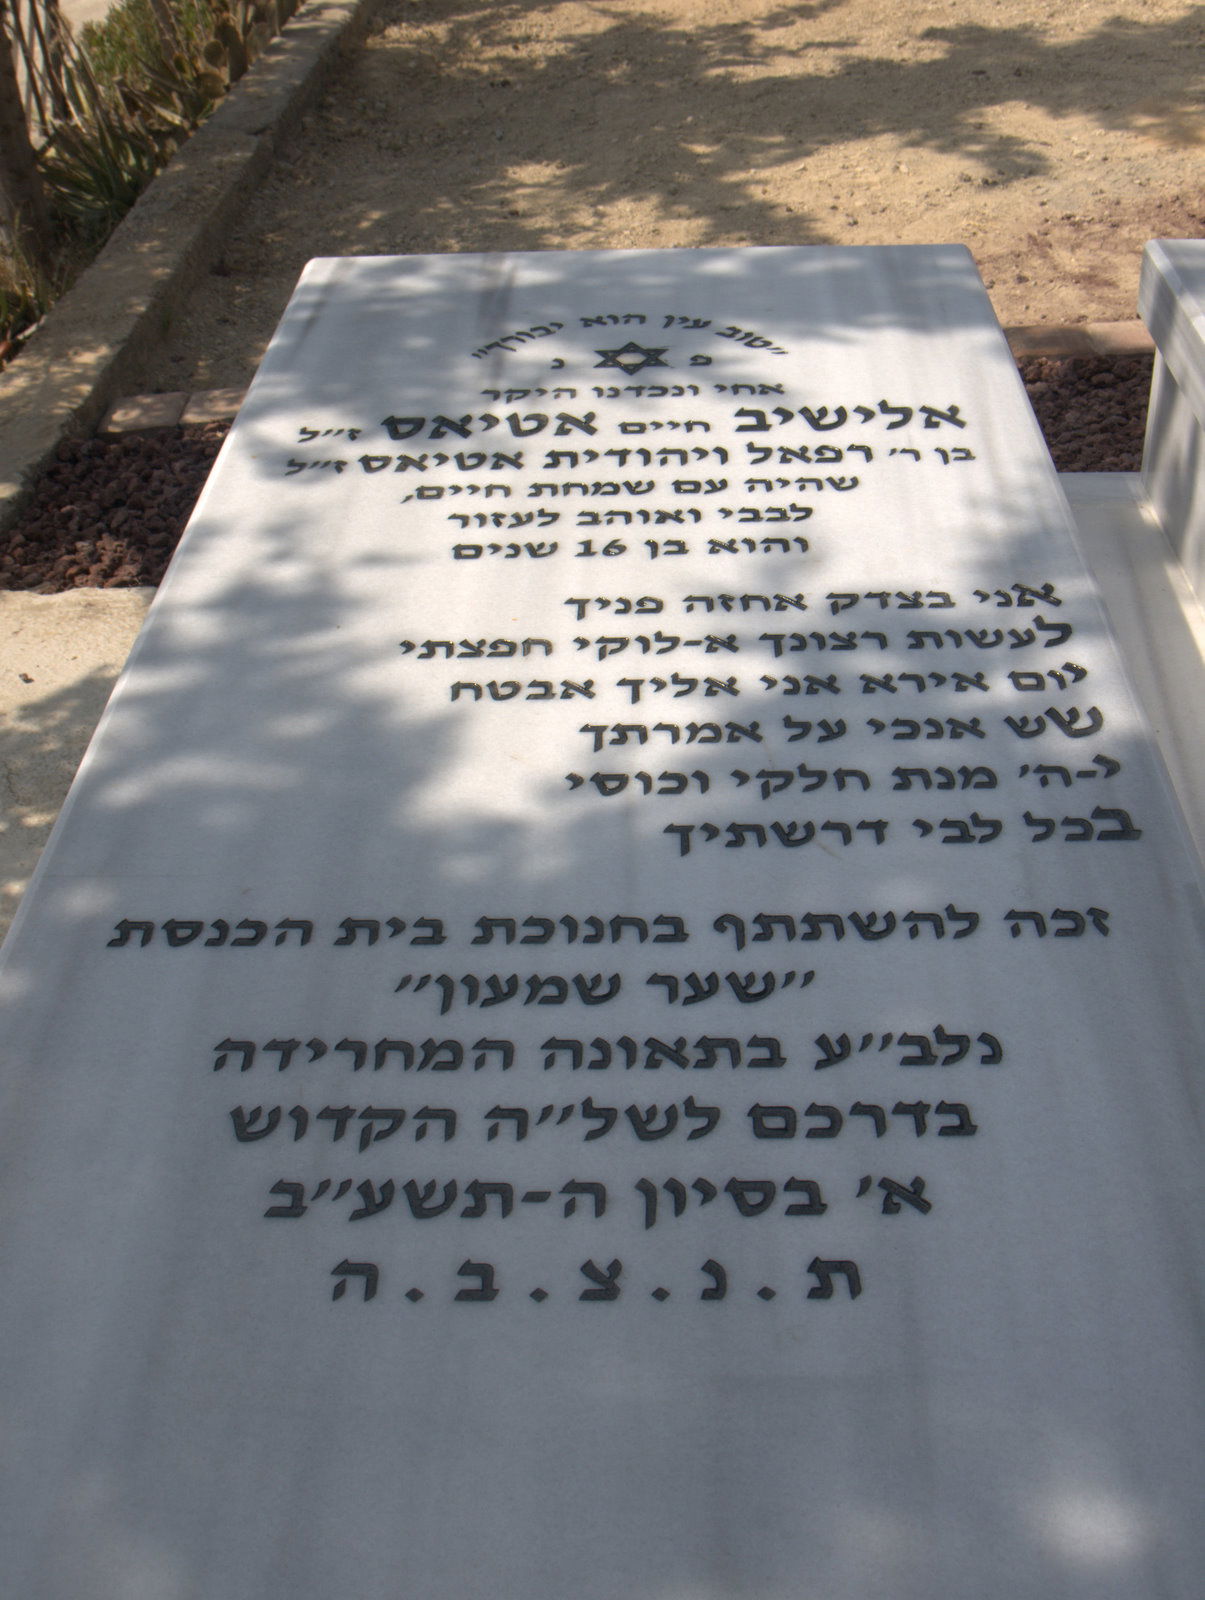 "טוב עין הוא יבורך"
פ נ
אחי ונכדנו היקר
אלישיב חיים אטיאס ז"ל
בן ר' רפאל ויהודית אטיאס ז"ל
שהיה עם שמחת חיים,
לבבי ואוהב לעזור
והוא בן 16 שנים
אני בצדק אחזה פניך
לעשות רצונך א-לוקי חפצתי
יום אירא אני אליך אבטח
שש אנכי על אמרתך
י-ה' מנת חלקי וכוסי
בכל לבי דרשתיך
זכה להשתתף בחנוכת בית הכנסת
"שער שמעון"
נלב"ע בתאונה המחרידה
בדרכם לשל"ה הקדוש
א' בסיון ה-תשע"ב
ת . נ . צ . ב . ה